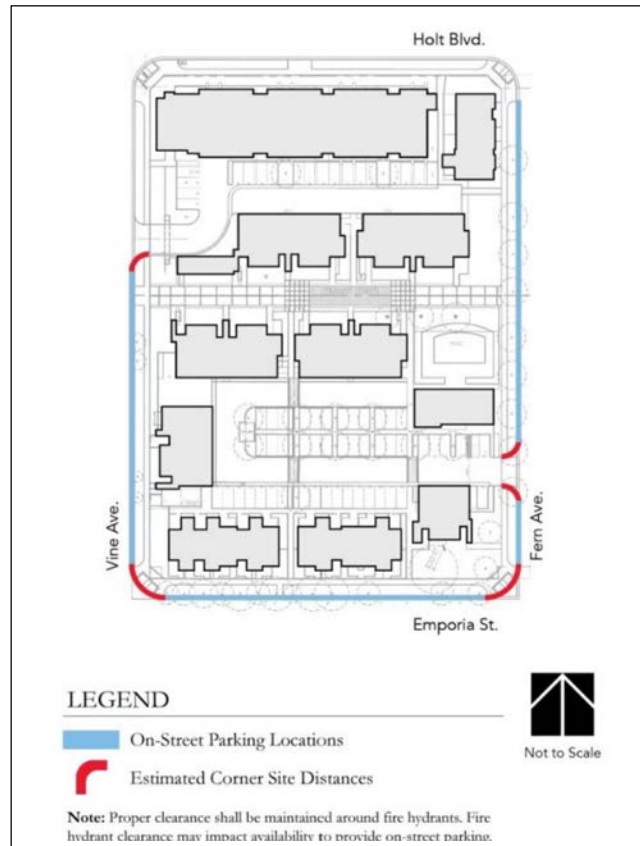 Holt Blvd.
Vine Ave.
Fern Ave.
Emporia St.
LEGEND
On-Street Parking Locations
Estimated Corner Site Distances
Not to Scale
Note: Proper clearance shall be maintained around fire hydrants. Fire
hydrant clearance may impact availability to provide on-street parking.